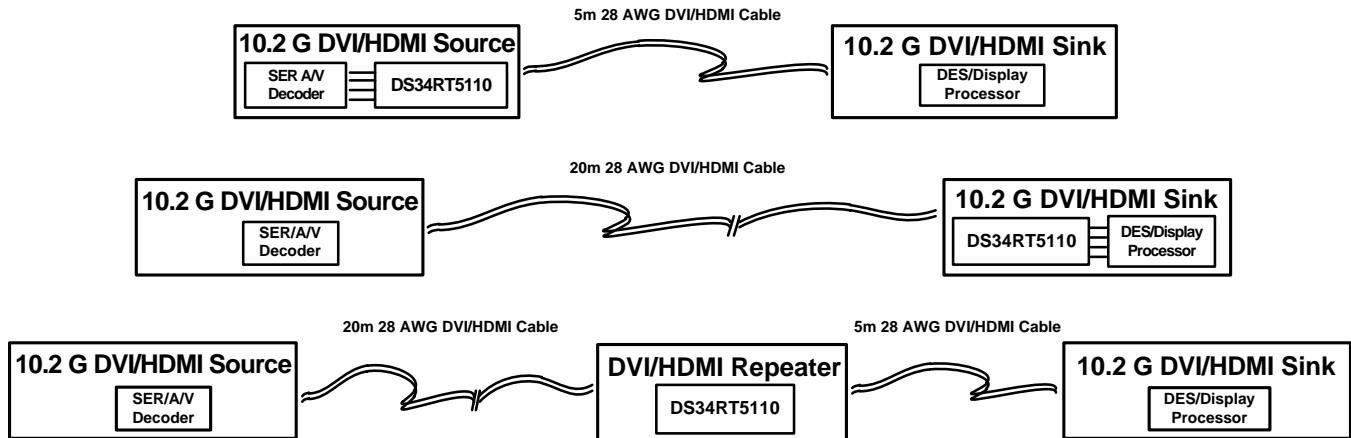 5m 28 AWG DVI/HDMI Cable
10.2 G DVI/HDMI Source
SER A/V
Decoder
DS34RT5110
10.2 G DVI/HDMI Sink
DES/Display
Processor
20m 28 AWG DVI/HDMI Cable
10.2 G DVI/HDMI Source
SER/A/V
Decoder
10.2 G DVI/HDMI Sink
DS34RT5110
DES/Display
Processor
20m 28 AWG DVI/HDMI Cable
5m 28 AWG DVI/HDMI Cable
10.2 G DVI/HDMI Source
SER/A/V
Decoder
DVI/HDMI Repeater
DS34RT5110
10.2 G DVI/HDMI Sink
DES/Display
Processor